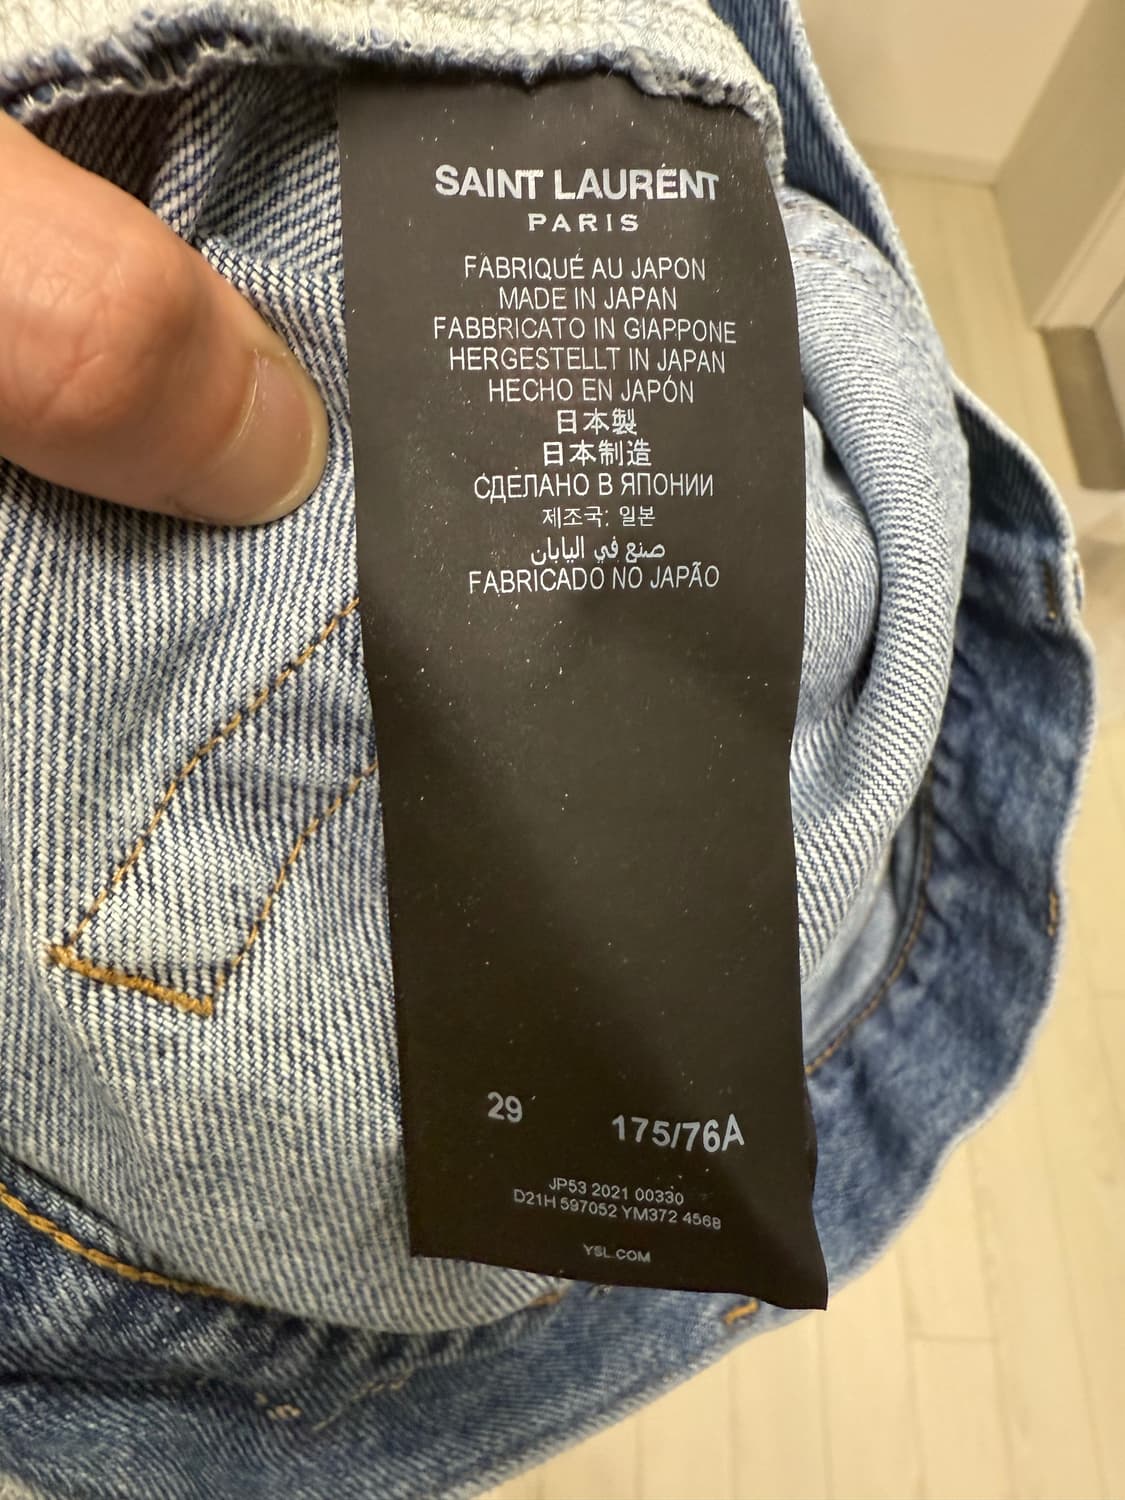 SAINT LAURENT
PARIS
FABRIQUÉ AU JAPON
MADE IN JAPAN
FABBRICATO IN GIAPPONE
HERGESTELLT IN JAPAN
HECHO EN JAPÓN
日本製
日本制造
СДЕЛАНО В ЯПОНИИ
제조국: 일본
صنع في اليابان
FABRICADO NO JAPÃO
29 175/76A
JP53 2021 00330
D21H 597052 YM372 4568
YSL.COM